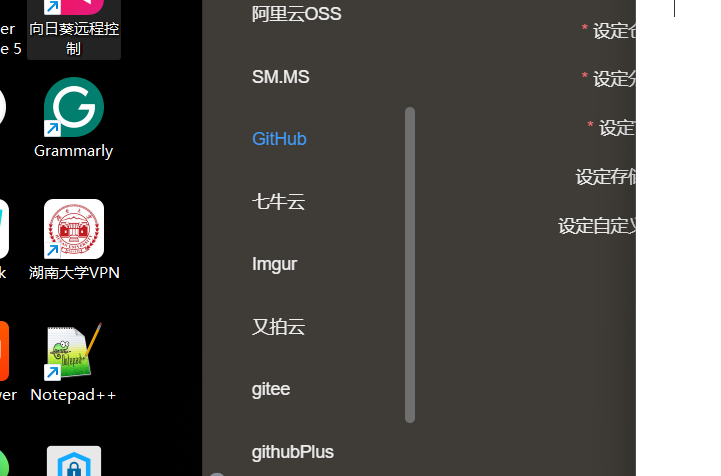 er
e 5
向日葵远程控
制
Grammarly
湖南大学VPN
k
Notepad++
er
阿里云OSS
SM.MS
GitHub
七牛云
Imgur
又拍云
gitee
githubPlus
* 设定仓
* 设定分
* 设定
设定存储
设定自定义